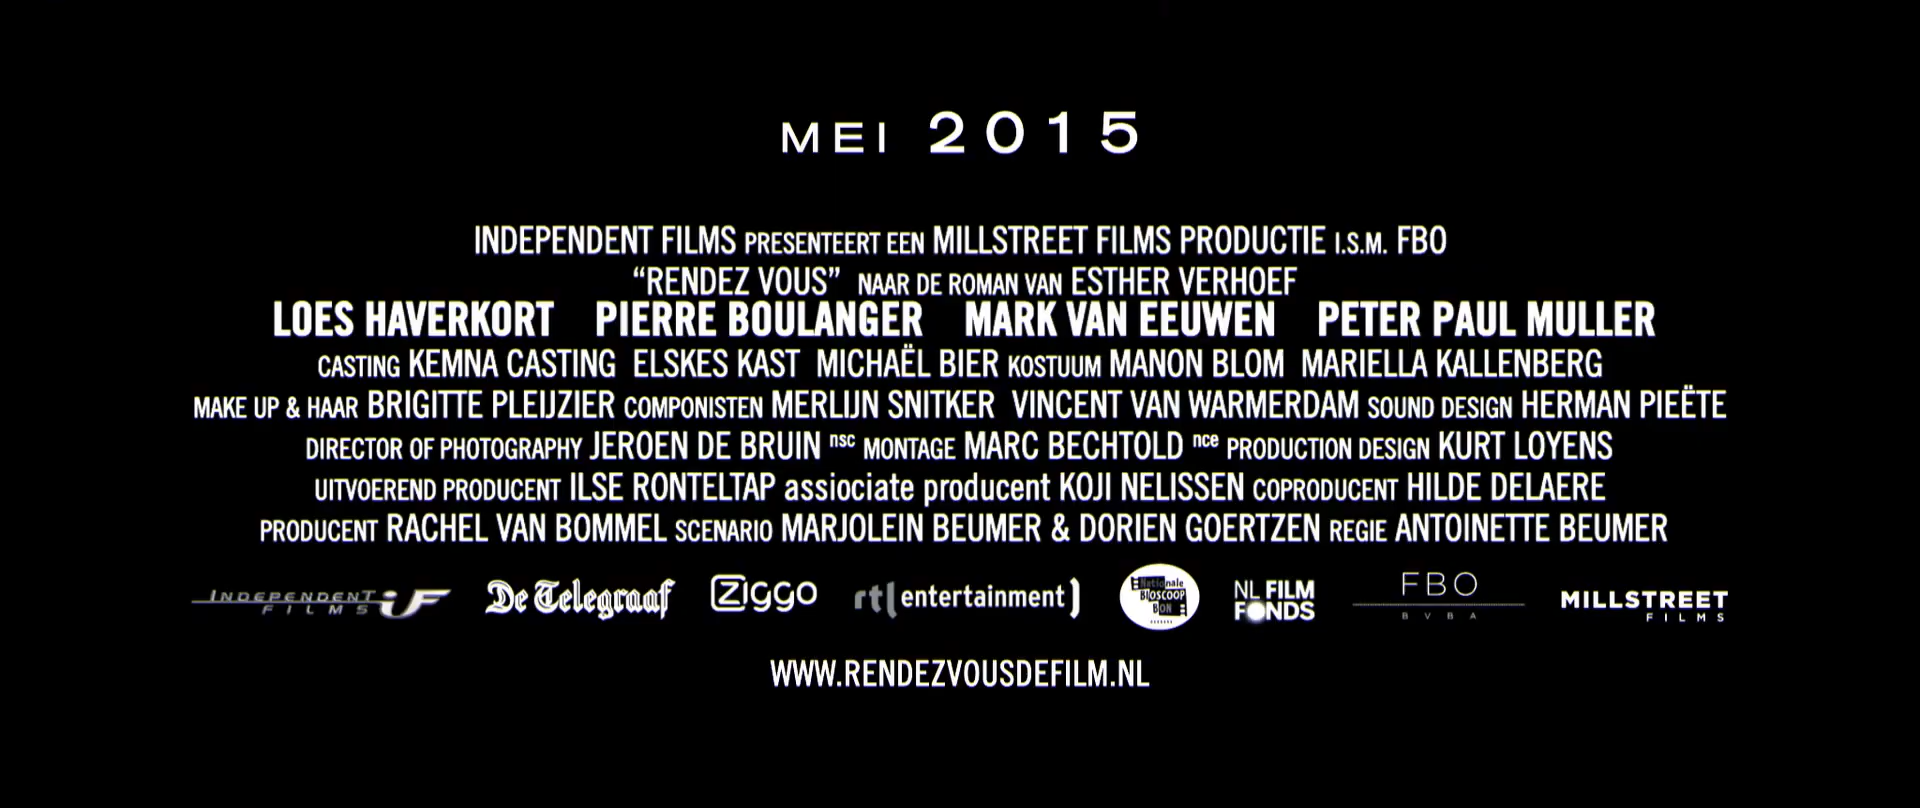 MEI 2015
INDEPENDENT FILMS PRESENTEERT EEN MILLSTREET FILMS PRODUCTIE I.S.M. FBO
“RENDEZ VOUS” NAAR DE ROMAN VAN ESTHER VERHOEF
LOES HAVERKORT PIERRE BOULANGER MARK VAN EEUWEN PETER PAUL MULLER
CASTING KEMNA CASTING ELSKES KAST MICHAËL BIER KOSTUUM MANON BLOM MARIELLA KALLENBERG
MAKE UP & HAAR BRIGITTE PLEIJZIER COMPONISTEN MERLIJN SNITKER VINCENT VAN WARMERDAM SOUND DESIGN HERMAN PIEËTE
DIRECTOR OF PHOTOGRAPHY JEROEN DE BRUIN nsc MONTAGE MARC BECHTOLD nce PRODUCTION DESIGN KURT LOYENS
UITVOEREND PRODUCENT ILSE RONTELTAP assiociate producent KOJI NELISSEN COPRODUCENT HILDE DELAERE
PRODUCENT RACHEL VAN BOMMEL SCENARIO MARJOLEIN BEUMER & DORIEN GOERTZEN REGIE ANTOINETTE BEUMER
INDEPENDENT FILMS iF
De Telegraaf
Ziggo
rtl entertainment
Nationale Bioscoop Bon
NL FILM FONDS
FBO BVBA
MILLSTREET FILMS
WWW.RENDEZVOUSDEFILM.NL